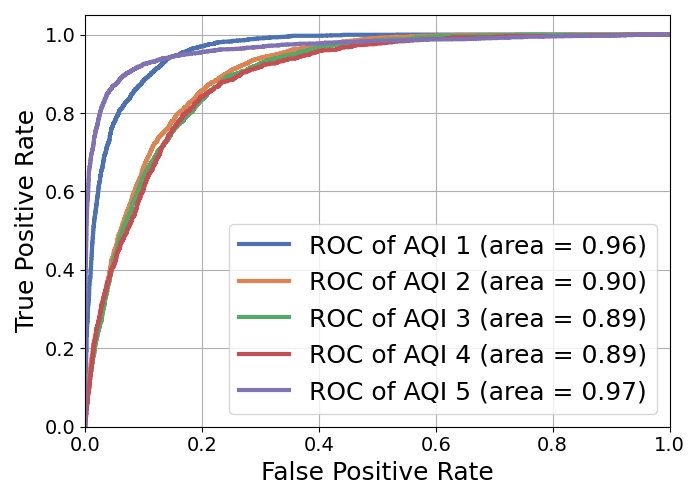 True Positive Rate
1.0
0.8
0.6
0.4
0.2
0.0
ROC of AQI 1 (area = 0.96)
ROC of AQI 2 (area = 0.90)
ROC of AQI 3 (area = 0.89)
ROC of AQI 4 (area = 0.89)
ROC of AQI 5 (area = 0.97)
0.0 0.2 0.4 0.6 0.8 1.0
False Positive Rate